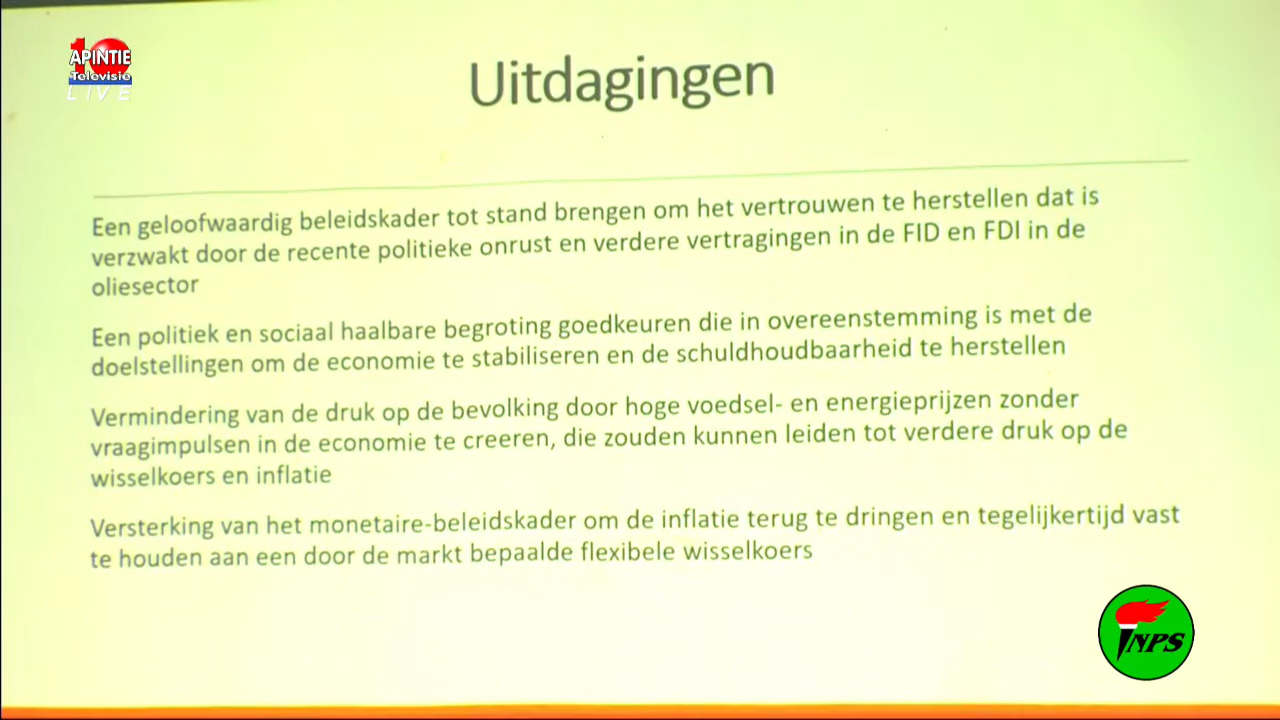 10
APINTIE
Televisie
LIVE
Uitdagingen
Een geloofwaardig beleidskader tot stand brengen om het vertrouwen te herstellen dat is
verzwakt door de recente politieke onrust en verdere vertragingen in de FID en FDI in de
oliesector
Een politiek en sociaal haalbare begroting goedkeuren die in overeenstemming is met de
doelstellingen om de economie te stabiliseren en de schuldhoudbaarheid te herstellen
Vermindering van de druk op de bevolking door hoge voedsel- en energieprijzen zonder
vraagimpulsen in de economie te creeren, die zouden kunnen leiden tot verdere druk op de
wisselkoers en inflatie
Versterking van het monetaire-beleidskader om de inflatie terug te dringen en tegelijkertijd vast
te houden aan een door de markt bepaalde flexibele wisselkoers
NPS